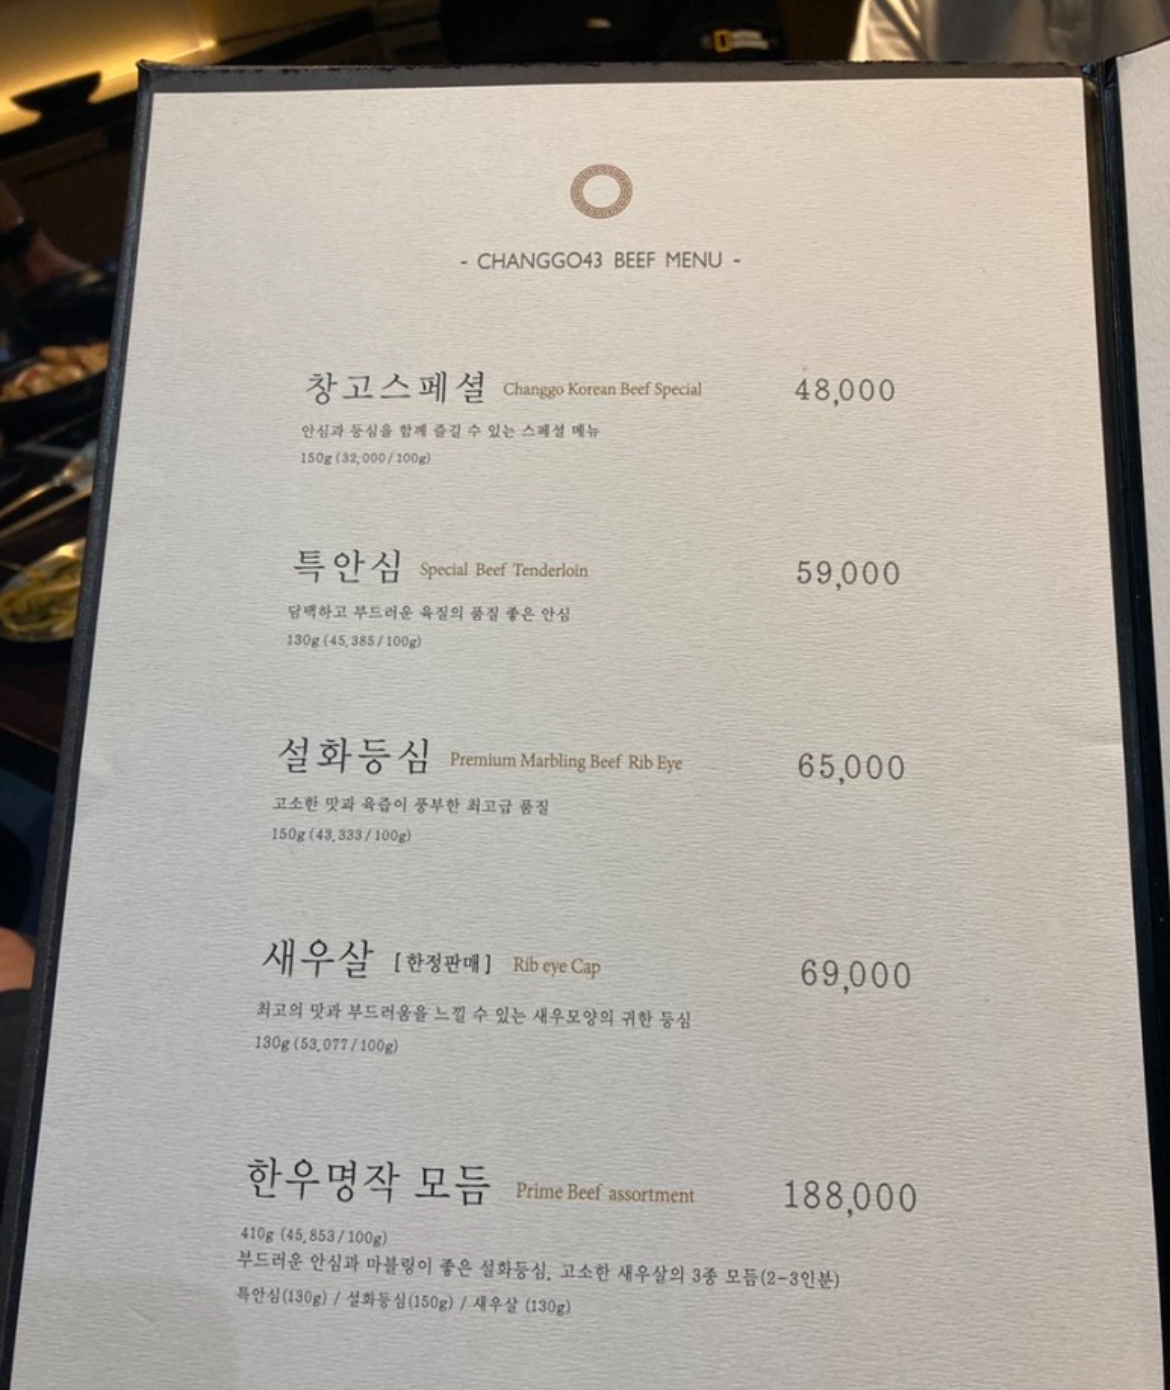 - CHANGGO43 BEEF MENU -
창고스페셜 Changgo Korean Beef Special 48,000
안심과 등심을 함께 즐길 수 있는 스페셜 메뉴
150g (32,000/100g)
특안심 Special Beef Tenderloin 59,000
담백하고 부드러운 육질의 품질 좋은 안심
130g (45,385/100g)
설화등심 Premium Marbling Beef Rib Eye 65,000
고소한 맛과 육즙이 풍부한 최고급 품질
150g (43,333/100g)
새우살 [한정판매] Rib eye Cap 69,000
최고의 맛과 부드러움을 느낄 수 있는 새우모양의 귀한 등심
130g (53,077/100g)
한우명작 모듬 Prime Beef assortment 188,000
410g (45,853/100g)
부드러운 안심과 마블링이 좋은 설화등심, 고소한 새우살의 3종 모듬(2-3인분)
특안심(130g) / 설화등심(150g) / 새우살 (130g)